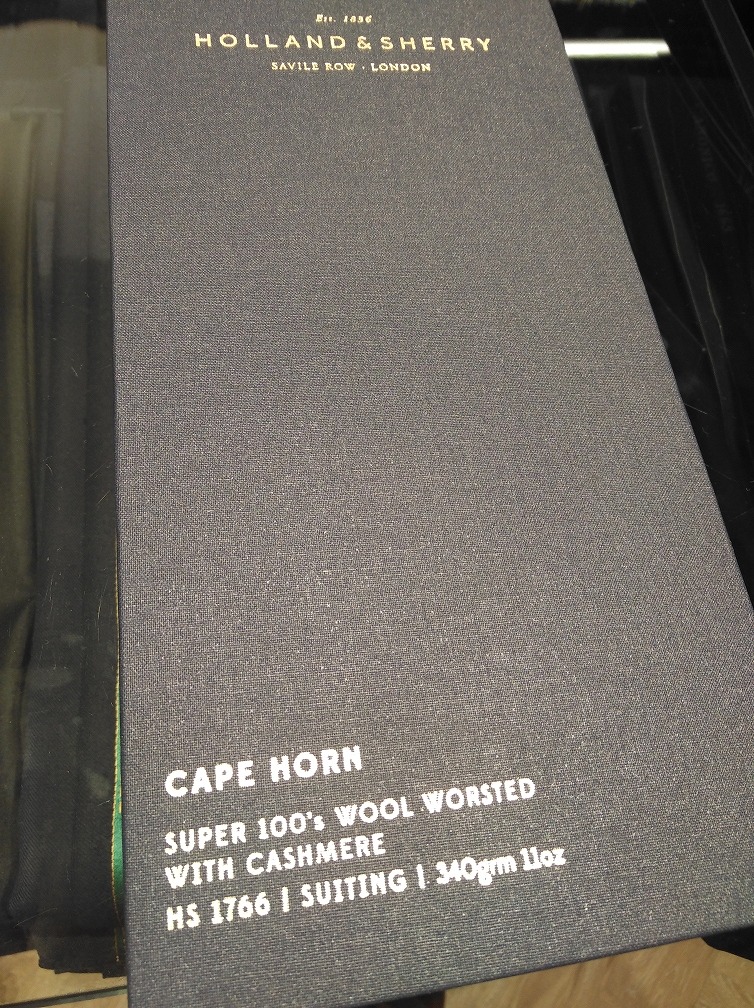 Est. 1836
HOLLAND & SHERRY
SAVILE ROW · LONDON
CAPE HORN
SUPER 100's WOOL WORSTED
WITH CASHMERE
HS 1766 | SUITING | 340grm 11oz